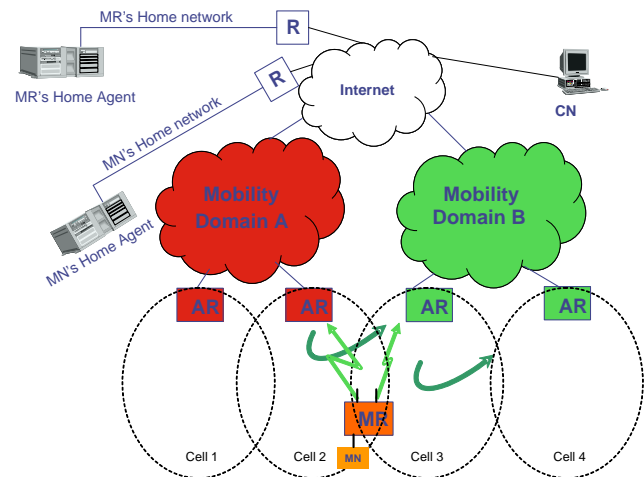 MR's Home network
R
MR's Home Agent
R
Internet
CN
MN's Home network
MN's Home Agent
Mobility
Domain A
Mobility
Domain B
AR
AR
AR
AR
MR
MN
Cell 1
Cell 2
Cell 3
Cell 4